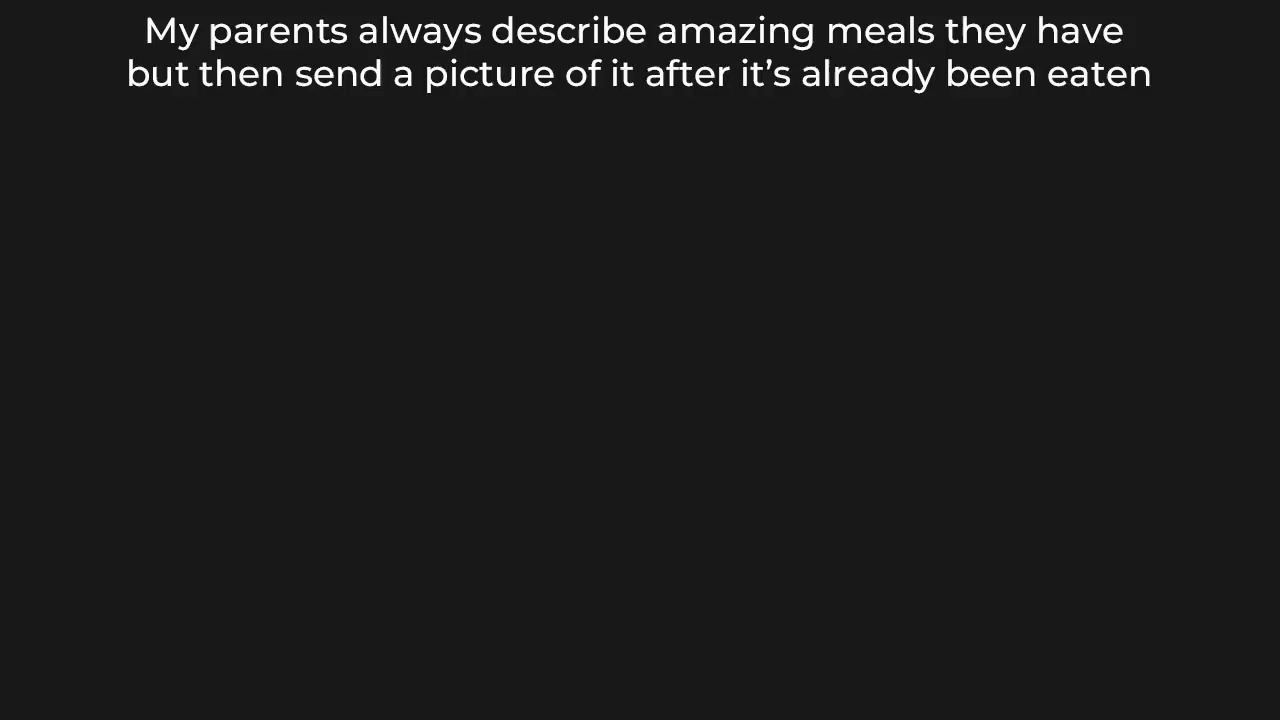 My parents always describe amazing meals they have
but then send a picture of it after it’s already been eaten